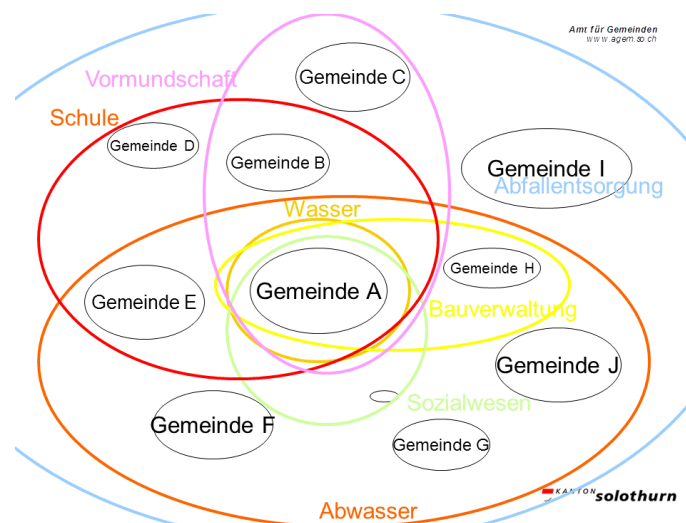 Amt für Gemeinden
www.agem.so.ch
Gemeinde C
Vormundschaft
Schule
Gemeinde D
Gemeinde B
Gemeinde I
Abfallentsorgung
Wasser
Gemeinde H
Gemeinde A
Gemeinde E
Bauverwaltung
Gemeinde J
Sozialwesen
Gemeinde F
Gemeinde G
KANTON solothurn
Abwasser